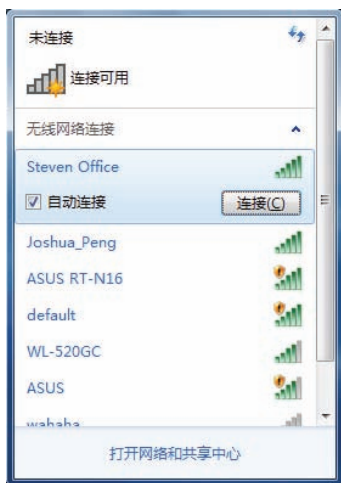 未连接
连接可用
无线网络连接
Steven Office
自动连接 连接(C)
Joshua_Peng
ASUS RT-N16
default
WL-520GC
ASUS
wahaha
打开网络和共享中心